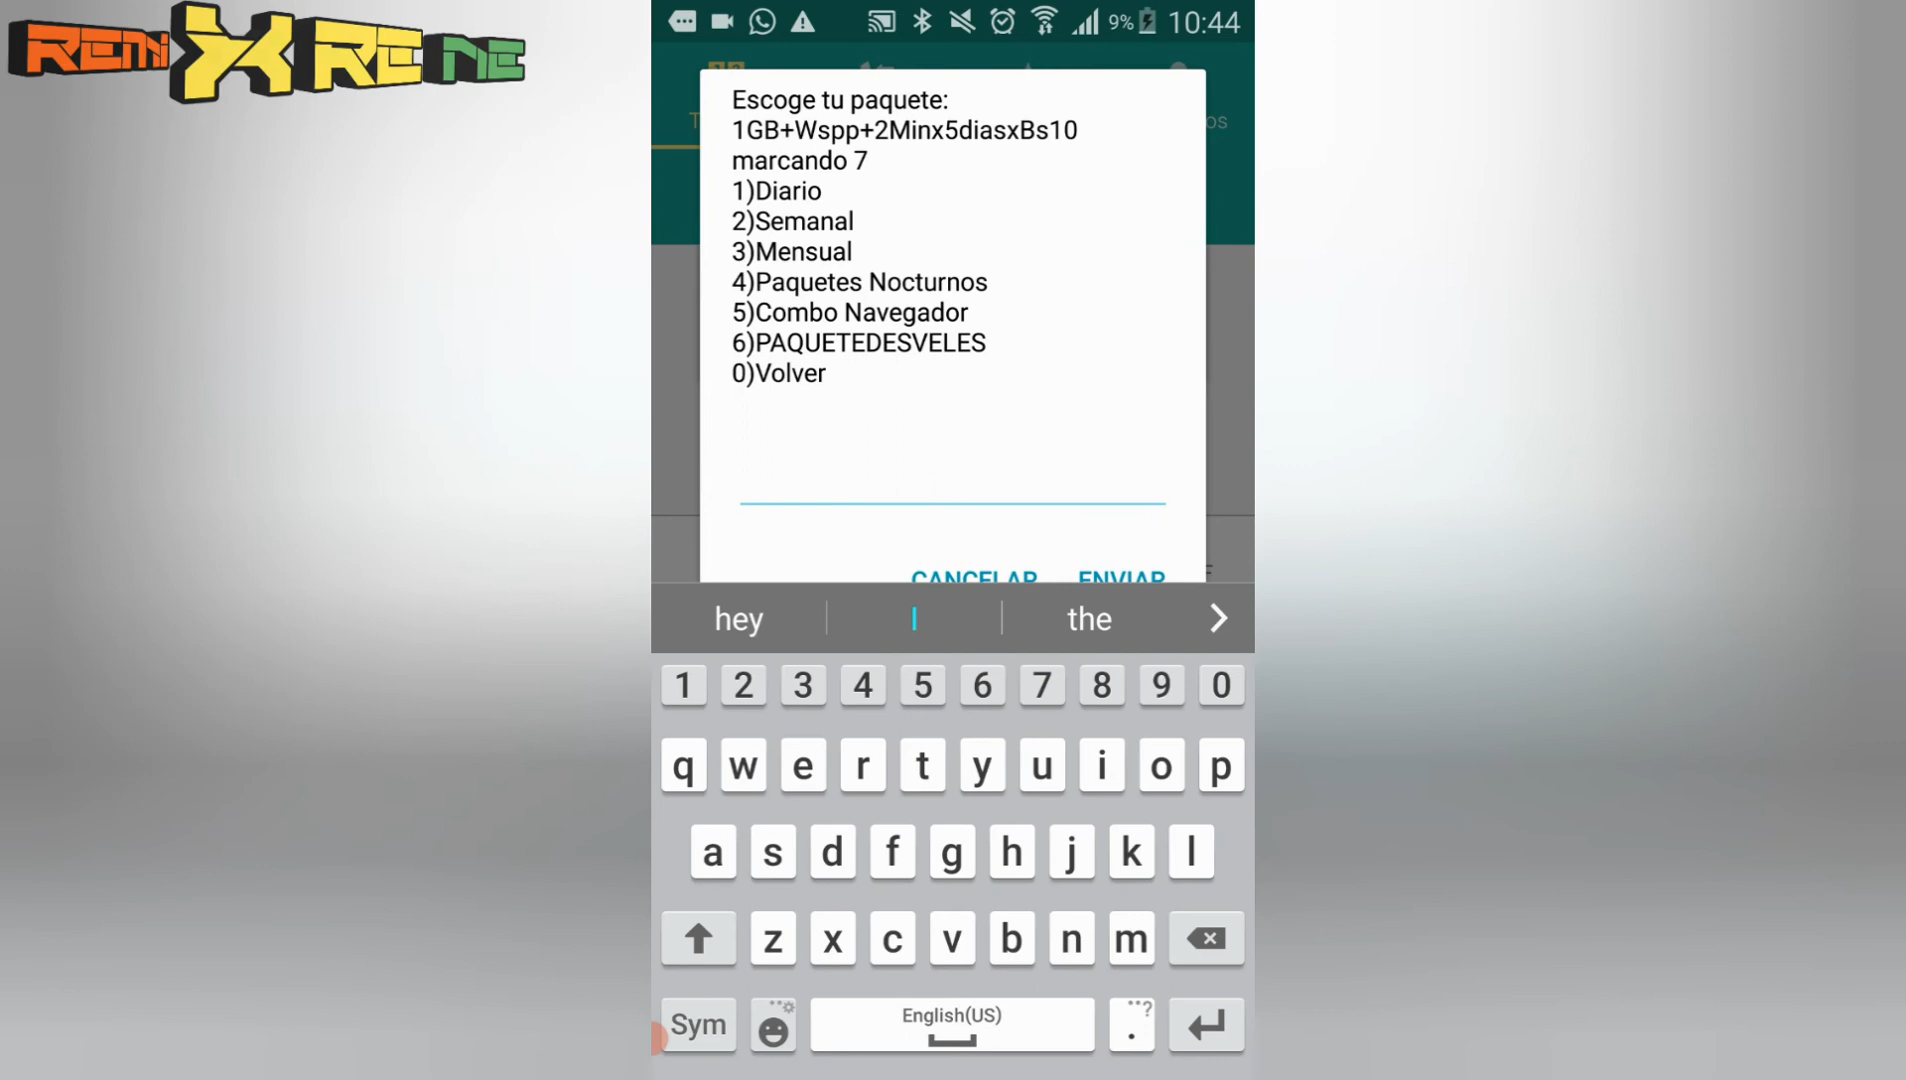 REMI X RENE
9% 10:44
Escoge tu paquete:
1GB+Wspp+2Minx5diasxBs10
marcando 7
1)Diario
2)Semanal
3)Mensual
4)Paquetes Nocturnos
5)Combo Navegador
6)PAQUETEDESVELES
0)Volver
CANCELAR ENVIAR
hey I the
1 2 3 4 5 6 7 8 9 0
q w e r t y u i o p
a s d f g h j k l
z x c v b n m
Sym English(US) . ?